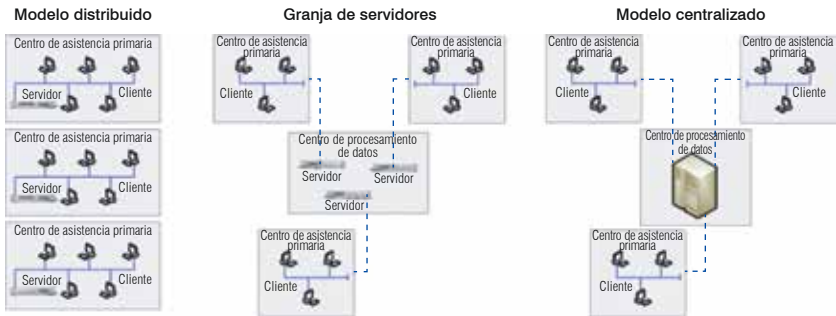 Modelo distribuido
Centro de asistencia primaria
Servidor
Cliente
Centro de asistencia primaria
Servidor
Cliente
Centro de asistencia primaria
Servidor
Cliente
Granja de servidores
Centro de asistencia
primaria
Cliente
Centro de asistencia
primaria
Cliente
Centro de procesamiento
de datos
Servidor
Servidor
Servidor
Centro de asistencia
primaria
Cliente
Modelo centralizado
Centro de asistencia
primaria
Cliente
Centro de asistencia
primaria
Cliente
Centro de procesamiento
de datos
Centro de asistencia
primaria
Cliente